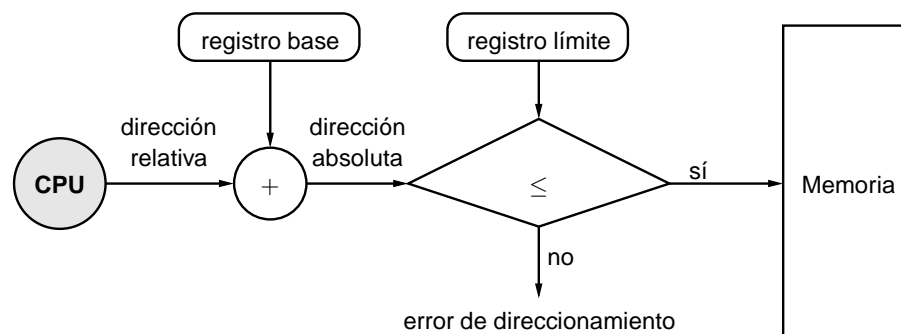 registro base
registro límite
dirección
relativa
dirección
absoluta
CPU
+
≤
sí
Memoria
no
error de direccionamiento